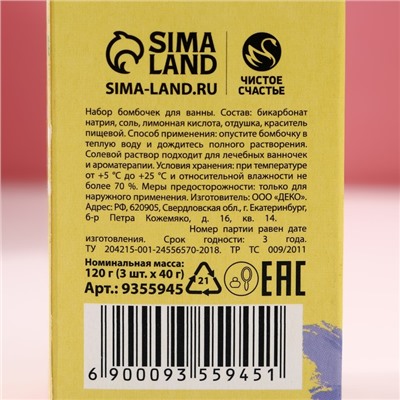 SIMA
LAND
SIMA-LAND.RU
ЧИСТОЕ
СЧАСТЬЕ
Набор бомбочек для ванны. Состав: бикарбонат
натрия, соль, лимонная кислота, отдушка, краситель
пищевой. Способ применения: опустите бомбочку в
теплую воду и дождитесь полного растворения.
Солевой раствор подходит для лечебных ванночек
и ароматерапии. Условия хранения: при температуре
от +5 °С до +25 °С и относительной влажности не
более 70 %. Меры предосторожности: только для
наружного применения. Изготовитель: ООО «ДЕКО».
Адрес: РФ, 620905, Свердловская обл., г. Екатеринбург,
б-р Петра Кожемяко, д. 16, кв. 14.
Номер партии равен дате
изготовления. Срок годности: 3 года.
ТУ 204215-001-24556570-2018. ТР ТС 009/2011
Номинальная масса:
120 г (3 шт. х 40 г)
Арт.: 9355945
21
ЕАС
6 900093 559451